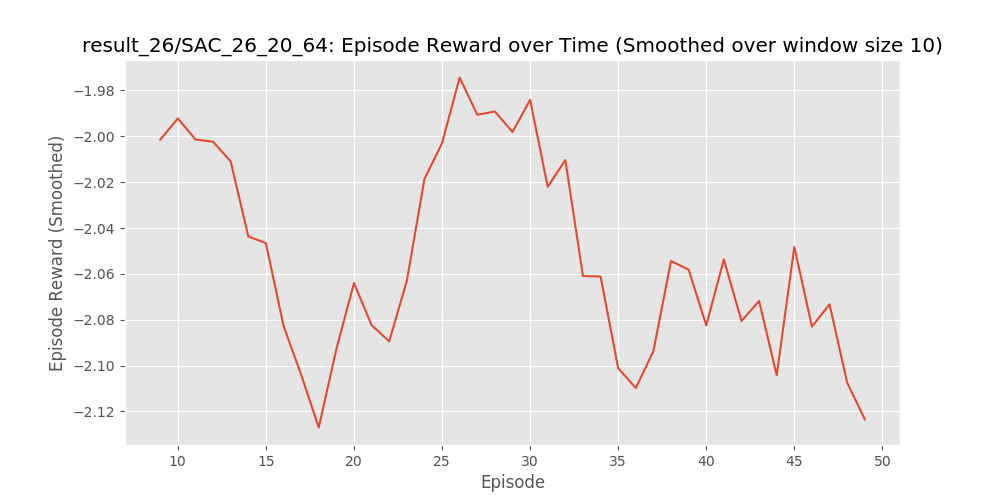 result_26/SAC_26_20_64: Episode Reward over Time (Smoothed over window size 10)
Episode Reward (Smoothed)
−1.98
−2.00
−2.02
−2.04
−2.06
−2.08
−2.10
−2.12
10 15 20 25 30 35 40 45 50
Episode